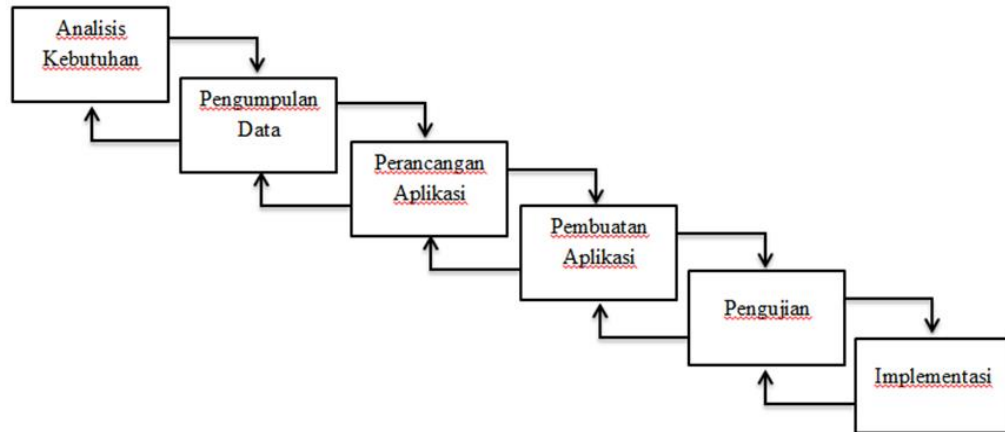 Analisis
Kebutuhan
Pengumpulan
Data
Perancangan
Aplikasi
Pembuatan
Aplikasi
Pengujian
Implementasi